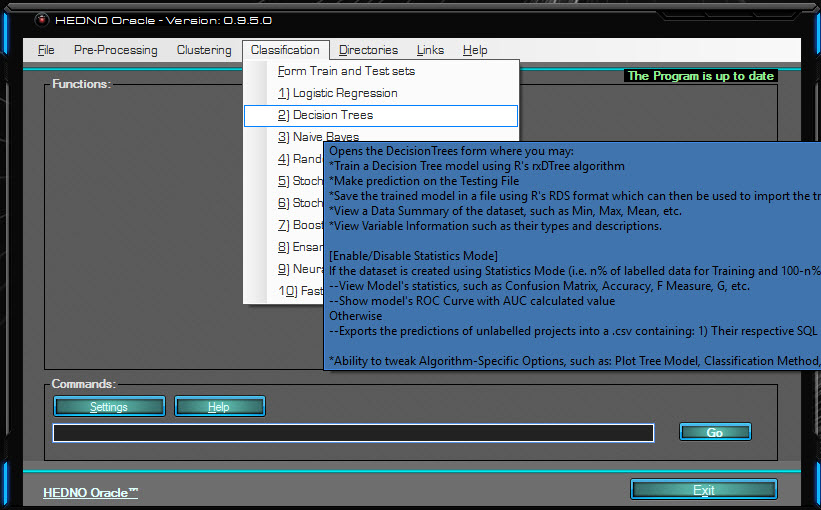 HEDNO Oracle - Version: 0.9.5.0
File Pre-Processing Clustering Classification Directories Links Help
The Program is up to date
Functions:
Form Train and Test sets
1) Logistic Regression
2) Decision Trees
3) Naive Bayes
4) Rand
5) Stoch
6) Stoch
7) Boost
8) Ensam
9) Neura
10) Fast
Opens the DecisionTrees form where you may:
*Train a Decision Tree model using R's rxDTree algorithm
*Make prediction on the Testing File
*Save the trained model in a file using R's RDS format which can then be used to import the tr
*View a Data Summary of the dataset, such as Min, Max, Mean, etc.
*View Variable Information such as their types and descriptions.
[Enable/Disable Statistics Mode]
If the dataset is created using Statistics Mode (i.e. n% of labelled data for Training and 100-n%
--View Model's statistics, such as Confusion Matrix, Accuracy, F Measure, G, etc.
--Show model's ROC Curve with AUC calculated value
Otherwise
--Exports the predictions of unlabelled projects into a .csv containing: 1) Their respective SQL
*Ability to tweak Algorithm-Specific Options, such as: Plot Tree Model, Classification Method,
Commands:
Settings Help
Go
HEDNO Oracle™
Exit